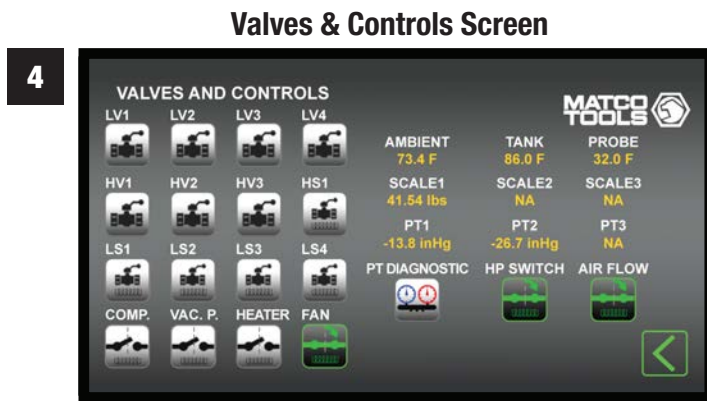 Valves & Controls Screen
4
VALVES AND CONTROLS
MATCO
TOOLS
LV1 LV2 LV3 LV4
AMBIENT TANK PROBE
73.4 F 86.0 F 32.0 F
HV1 HV2 HV3 HS1
SCALE1 SCALE2 SCALE3
41.54 lbs NA NA
PT1 PT2 PT3
-13.8 inHg -26.7 inHg NA
LS1 LS2 LS3 LS4
PT DIAGNOSTIC HP SWITCH AIR FLOW
COMP. VAC. P. HEATER FAN